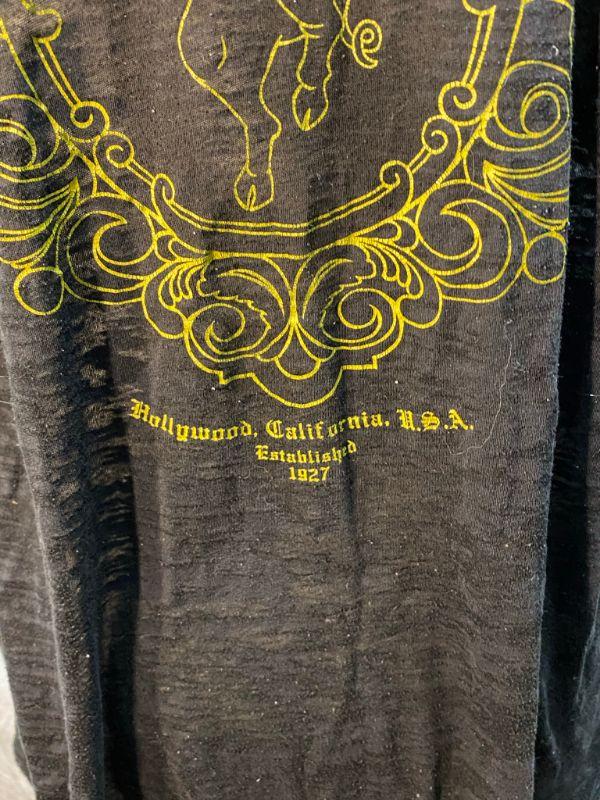 Hollywood, California, U.S.A.
Established
1927